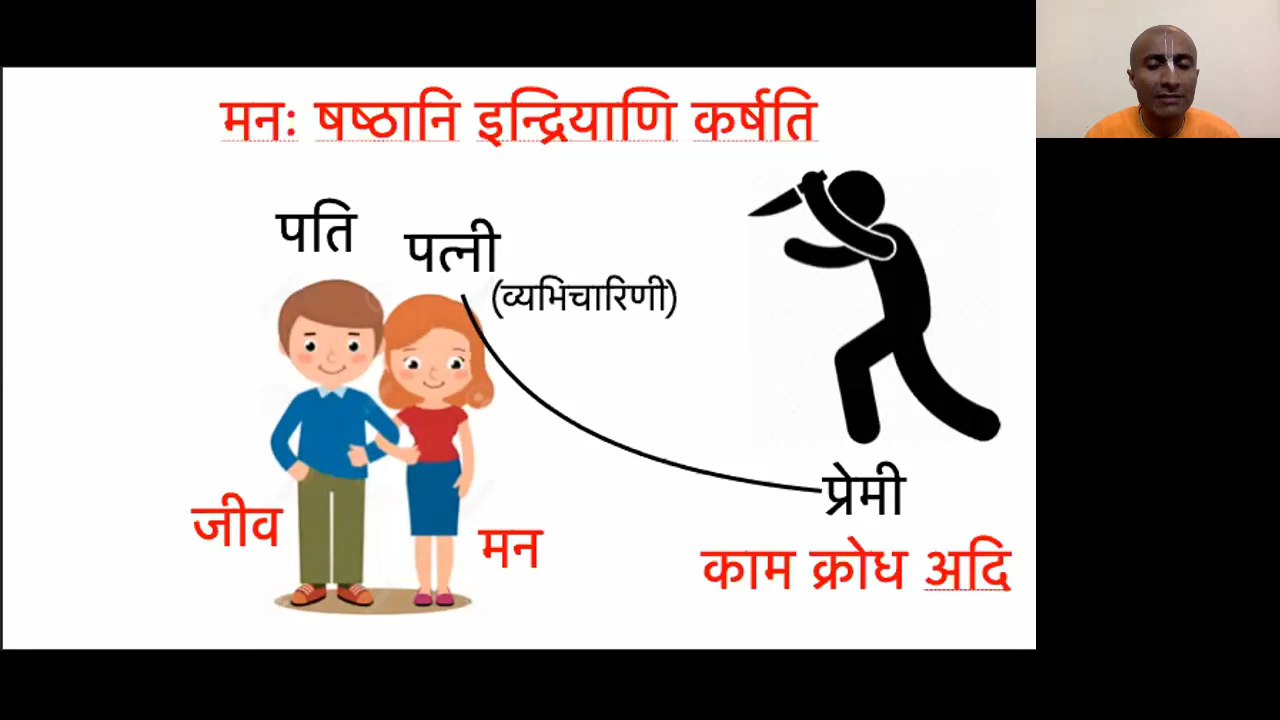 मनः षष्ठानि इन्द्रियाणि कर्षति
पति
पत्नी
(व्यभिचारिणी)
प्रेमी
जीव
मन
काम क्रोध अदि